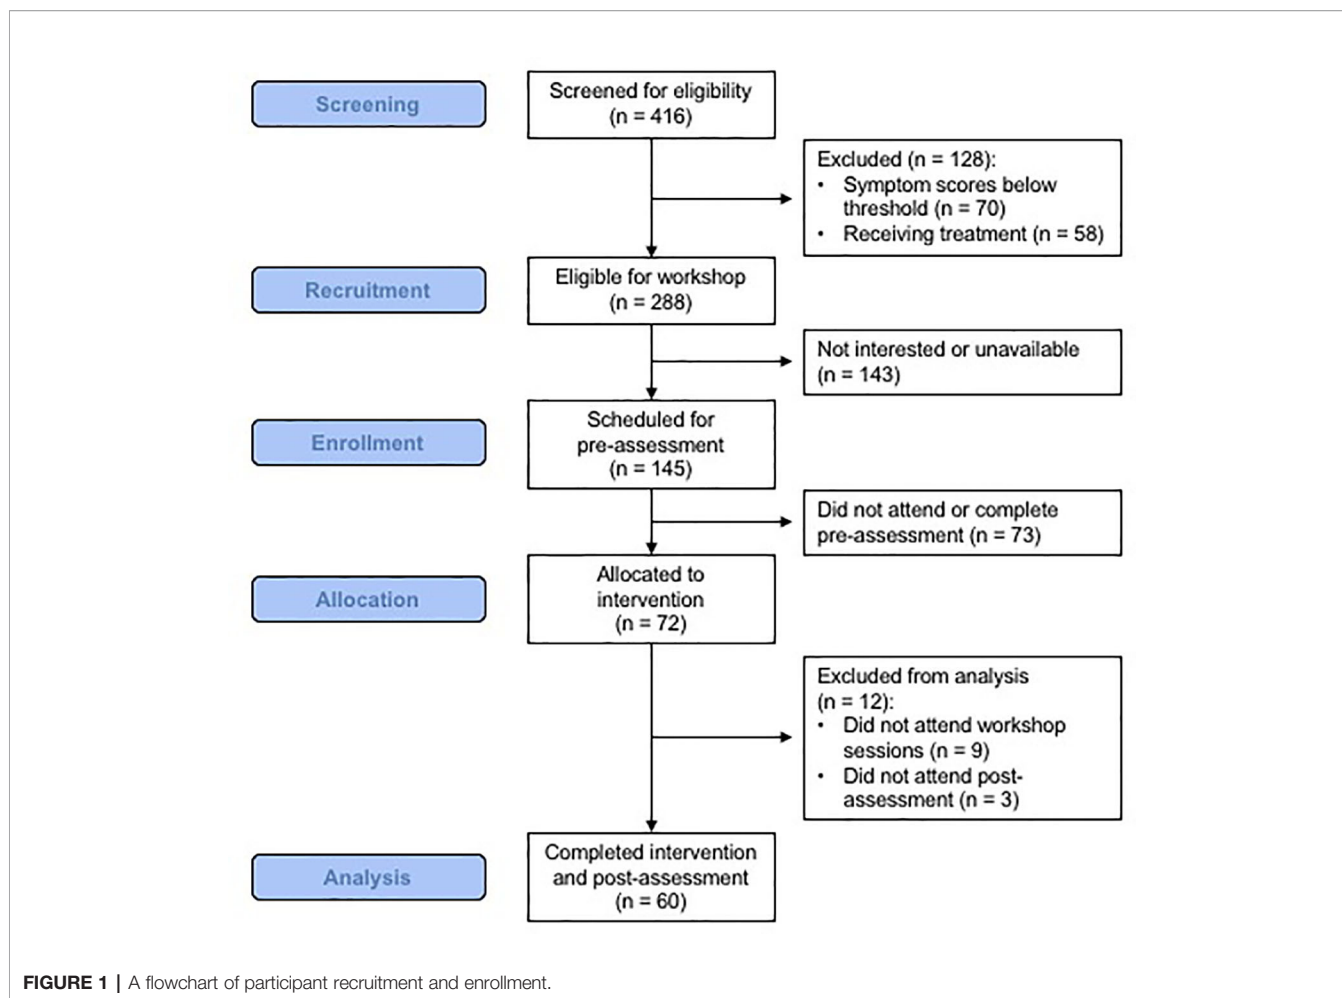 Screening
Screened for eligibility
(n = 416)
Excluded (n = 128):
• Symptom scores below
threshold (n = 70)
• Receiving treatment (n = 58)
Recruitment
Eligible for workshop
(n = 288)
Not interested or unavailable
(n = 143)
Enrollment
Scheduled for
pre-assessment
(n = 145)
Did not attend or complete
pre-assessment (n = 73)
Allocation
Allocated to
intervention
(n = 72)
Excluded from analysis
(n = 12):
• Did not attend workshop
sessions (n = 9)
• Did not attend post-
assessment (n = 3)
Analysis
Completed intervention
and post-assessment
(n = 60)
FIGURE 1 | A flowchart of participant recruitment and enrollment.